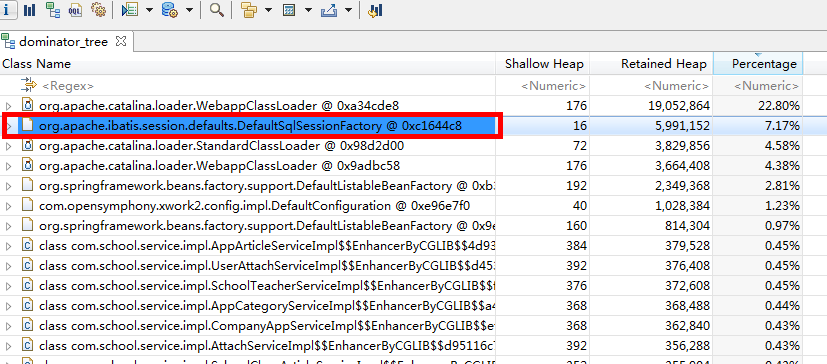 i OQL
dominator_tree
Class Name Shallow Heap Retained Heap Percentage
<Regex> <Numeric> <Numeric> <Numeric>
org.apache.catalina.loader.WebappClassLoader @ 0xa34cde8 176 19,052,864 22.80%
org.apache.ibatis.session.defaults.DefaultSqlSessionFactory @ 0xc1644c8 16 5,991,152 7.17%
org.apache.catalina.loader.StandardClassLoader @ 0x98d2d00 72 3,829,856 4.58%
org.apache.catalina.loader.WebappClassLoader @ 0x9adbc58 176 3,664,408 4.38%
org.springframework.beans.factory.support.DefaultListableBeanFactory @ 0xb3 192 2,349,368 2.81%
com.opensymphony.xwork2.config.impl.DefaultConfiguration @ 0xe96e7f0 40 1,028,384 1.23%
org.springframework.beans.factory.support.DefaultListableBeanFactory @ 0x9e 160 814,304 0.97%
class com.school.service.impl.AppArticleServiceImpl$$EnhancerByCGLIB$$4d93 384 379,528 0.45%
class com.school.service.impl.UserAttachServiceImpl$$EnhancerByCGLIB$$d453 392 376,408 0.45%
class com.school.service.impl.SchoolTeacherServiceImpl$$EnhancerByCGLIB$$ 376 372,608 0.45%
class com.school.service.impl.AppCategoryServiceImpl$$EnhancerByCGLIB$$a4 368 368,488 0.44%
class com.school.service.impl.CompanyAppServiceImpl$$EnhancerByCGLIB$$e 368 362,840 0.43%
class com.school.service.impl.AttachServiceImpl$$EnhancerByCGLIB$$d95116c7 392 356,288 0.43%